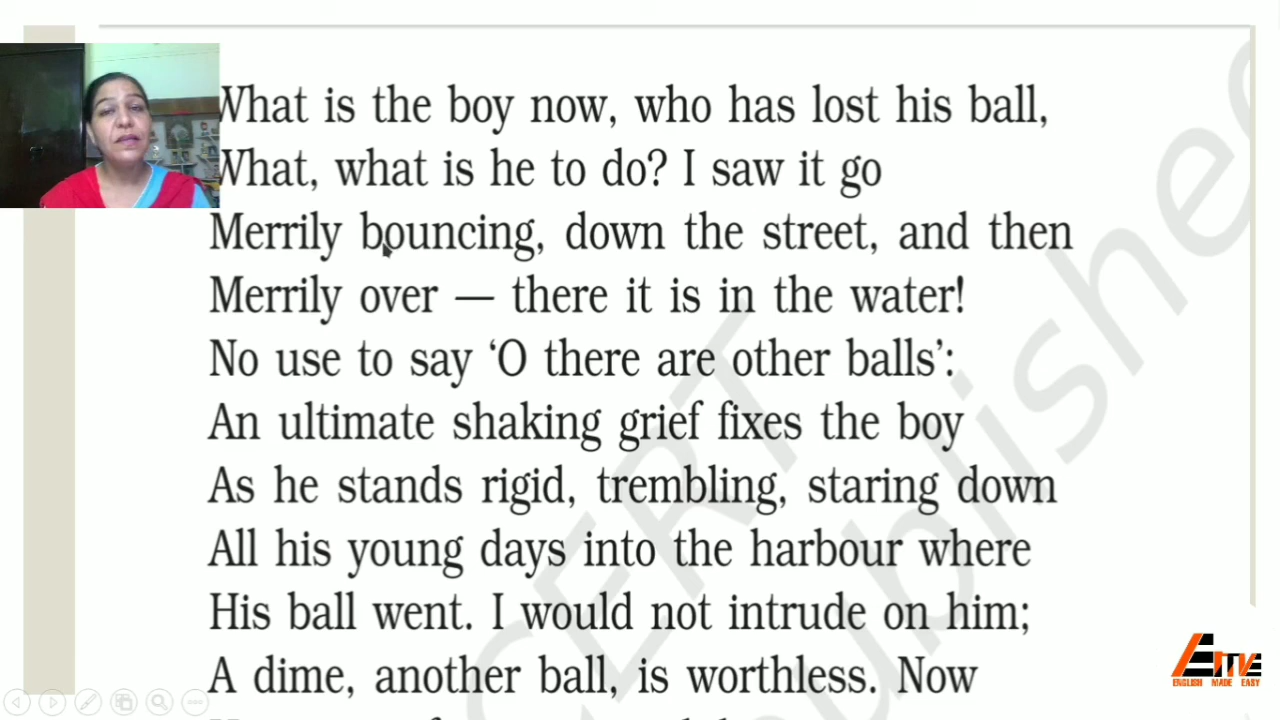 What is the boy now, who has lost his ball,
What, what is he to do? I saw it go
Merrily bouncing, down the street, and then
Merrily over — there it is in the water!
No use to say ‘O there are other balls’:
An ultimate shaking grief fixes the boy
As he stands rigid, trembling, staring down
All his young days into the harbour where
His ball went. I would not intrude on him;
A dime, another ball, is worthless. Now
ENGLISH MADE EASY